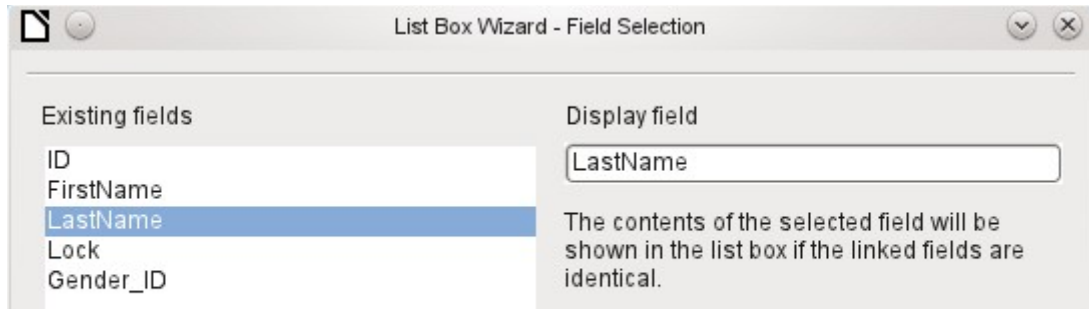 List Box Wizard - Field Selection
Existing fields
ID
FirstName
LastName
Lock
Gender_ID
Display field
LastName
The contents of the selected field will be
shown in the list box if the linked fields are
identical.